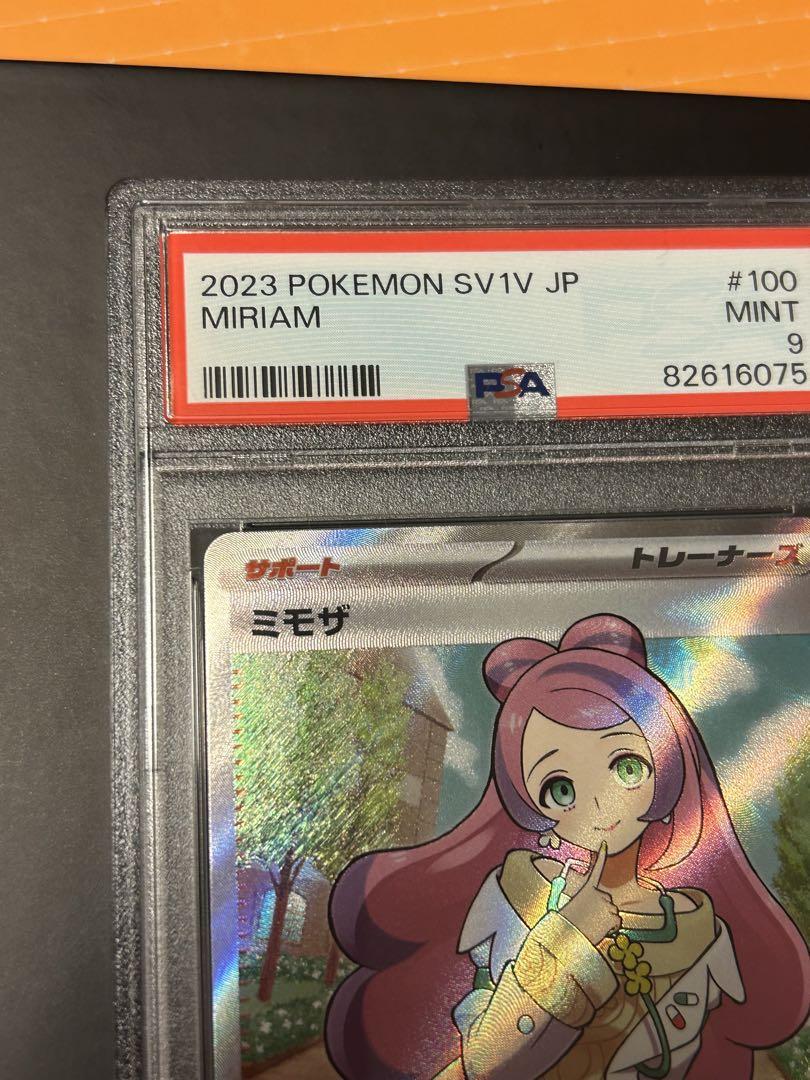 2023 POKEMON SV1V JP #100
MIRIAM MINT
9
PSA 82616075
サポート トレーナーズ
ミモザ